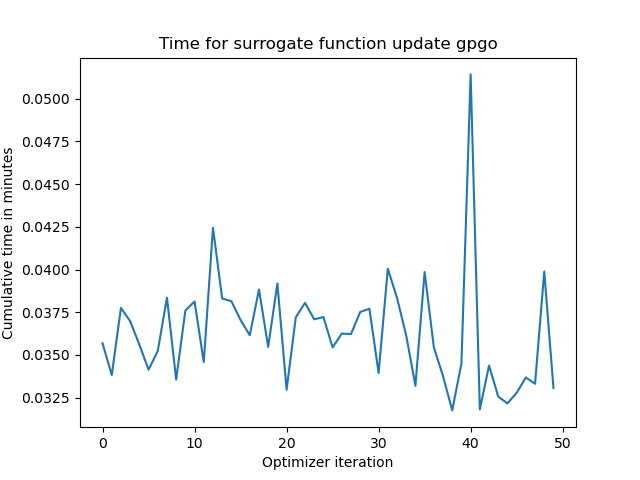 Time for surrogate function update gpgo
Cumulative time in minutes
0.0500
0.0475
0.0450
0.0425
0.0400
0.0375
0.0350
0.0325
0 10 20 30 40 50
Optimizer iteration